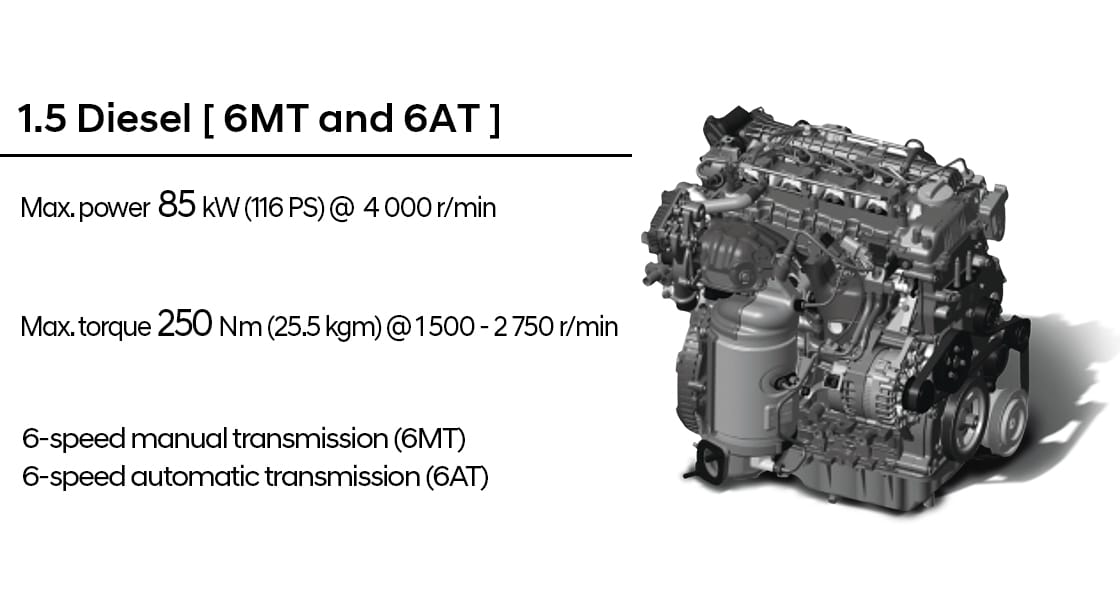 1.5 Diesel [ 6MT and 6AT ]
Max. power 85 kW (116 PS) @ 4 000 r/min
Max. torque 250 Nm (25.5 kgm) @ 1 500 - 2 750 r/min
6-speed manual transmission (6MT)
6-speed automatic transmission (6AT)